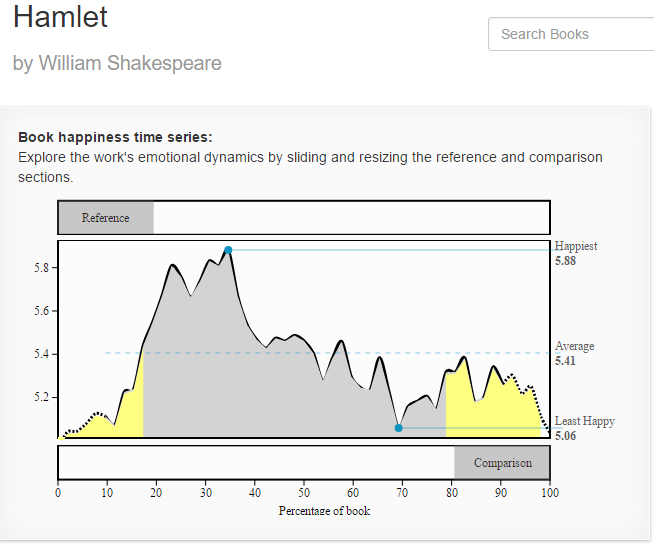 Hamlet
Search Books
by William Shakespeare
Book happiness time series:
Explore the work's emotional dynamics by sliding and resizing the reference and comparison
sections.
Reference
Happiest
5.88
5.8
5.6
Average
5.4
5.41
5.2
Least Happy
5.06
Comparison
0 10 20 30 40 50 60 70 80 90 100
Percentage of book